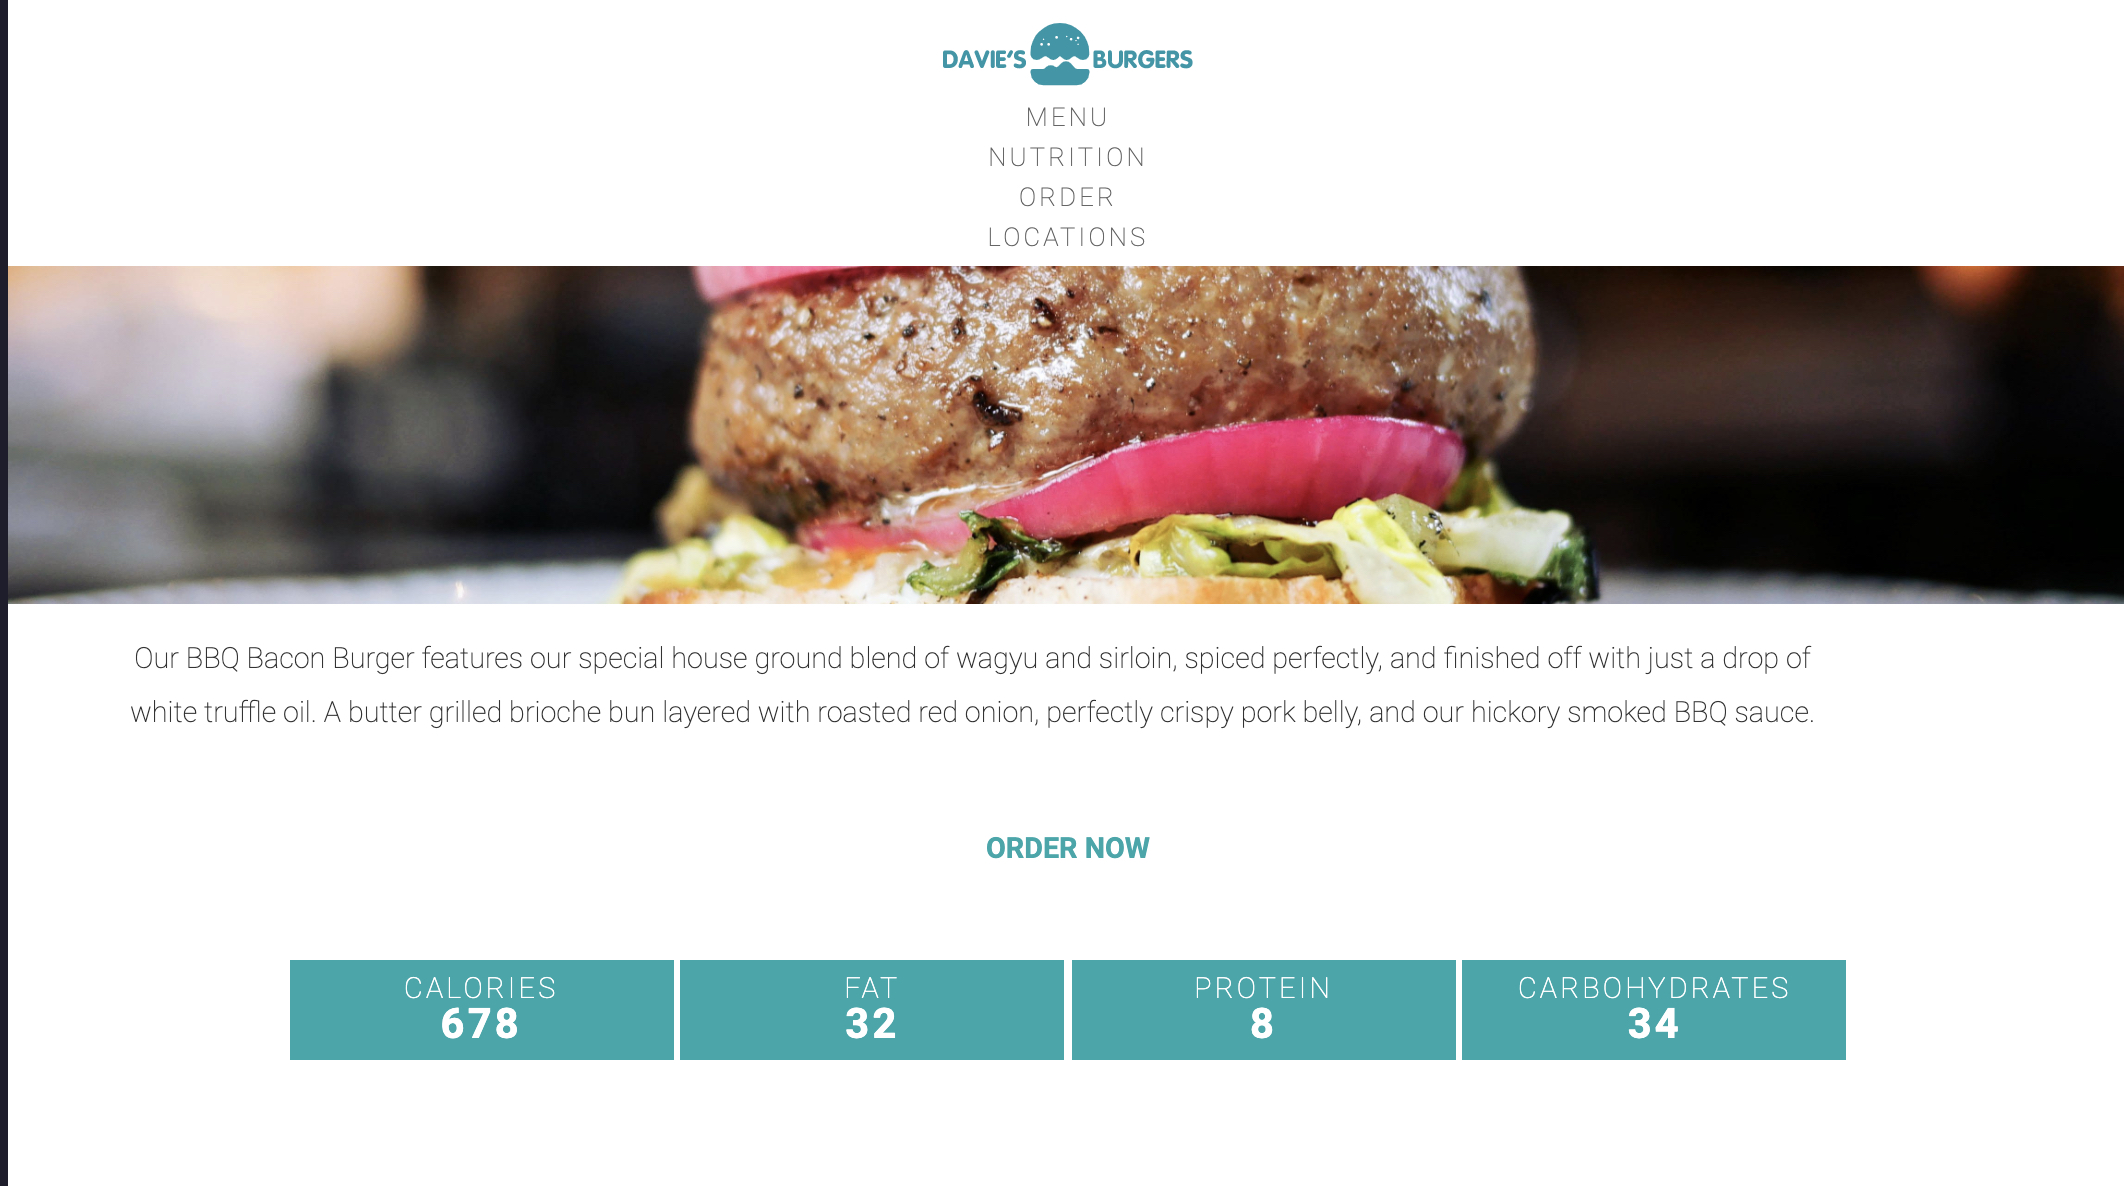 DAVIE'S BURGERS
MENU
NUTRITION
ORDER
LOCATIONS
Our BBQ Bacon Burger features our special house ground blend of wagyu and sirloin, spiced perfectly, and finished off with just a drop of
white truffle oil. A butter grilled brioche bun layered with roasted red onion, perfectly crispy pork belly, and our hickory smoked BBQ sauce.
ORDER NOW
CALORIES
678
FAT
32
PROTEIN
8
CARBOHYDRATES
34